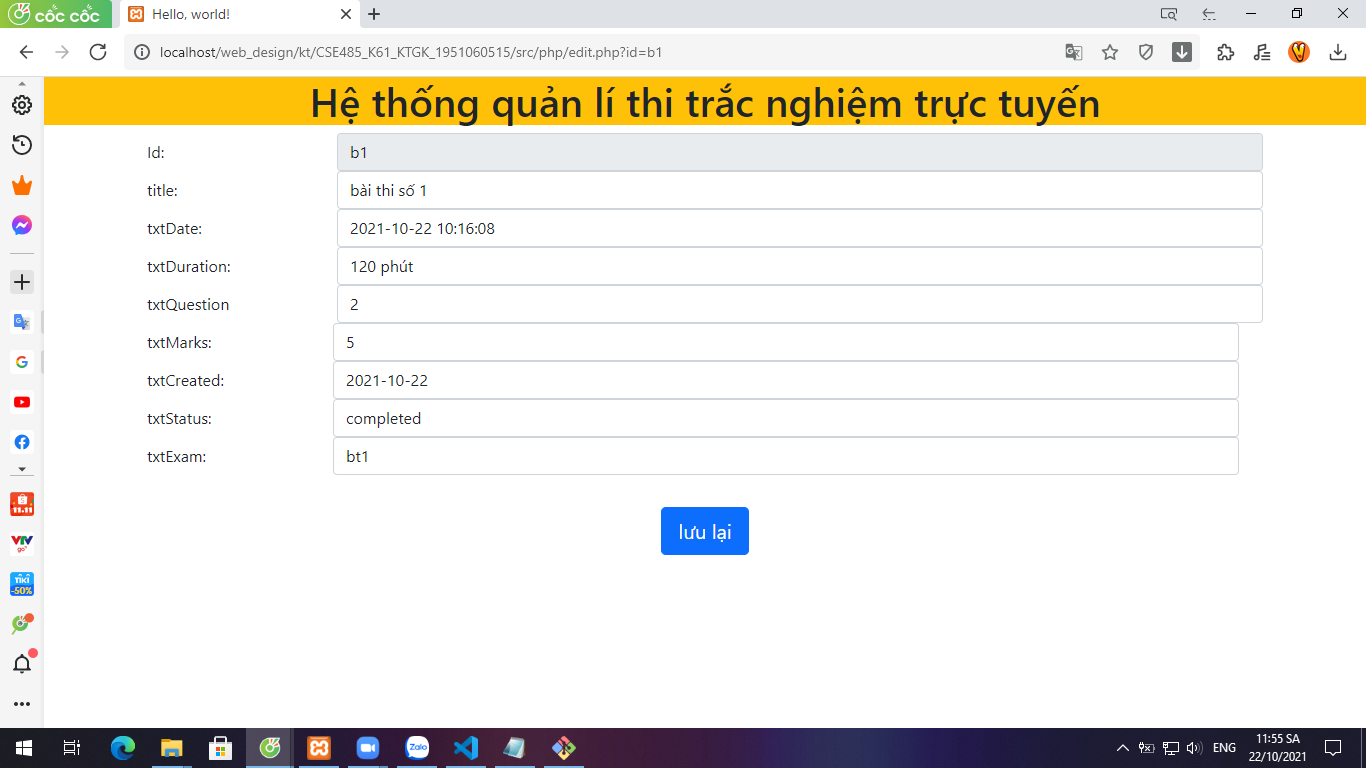 cốc cốc
Hello, world!
localhost/web_design/kt/CSE485_K61_KTGK_1951060515/src/php/edit.php?id=b1
Hệ thống quản lí thi trắc nghiệm trực tuyến
Id: b1
title: bài thi số 1
txtDate: 2021-10-22 10:16:08
txtDuration: 120 phút
txtQuestion 2
txtMarks: 5
txtCreated: 2021-10-22
txtStatus: completed
txtExam: bt1
lưu lại
11.11
VTV
go
TIKI
-50%
Zalo
ENG
11:55 SA
22/10/2021